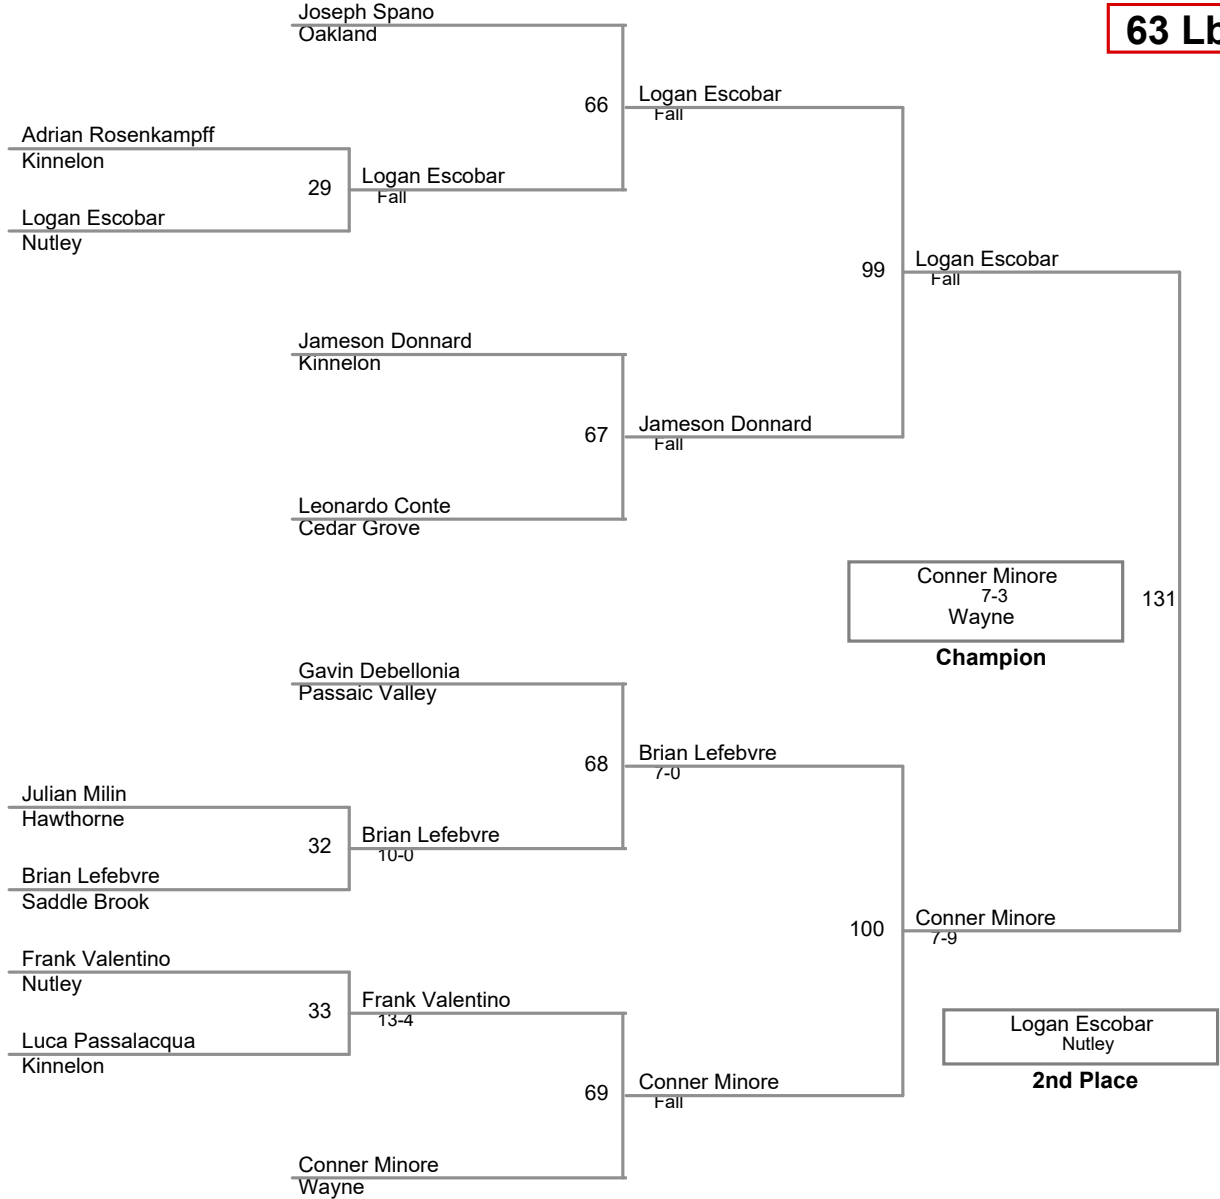 Joseph Spano
Oakland
63 Lb
66
Logan Escobar
Fall
Adrian Rosenkampff
Kinnelon
29
Logan Escobar
Fall
Logan Escobar
Nutley
99
Logan Escobar
Fall
Jameson Donnard
Kinnelon
67
Jameson Donnard
Fall
Leonardo Conte
Cedar Grove
Conner Minore
7-3
Wayne
131
Champion
Gavin Debellonia
Passaic Valley
68
Brian Lefebvre
7-0
Julian Milin
Hawthorne
32
Brian Lefebvre
10-0
Brian Lefebvre
Saddle Brook
100
Conner Minore
7-9
Frank Valentino
Nutley
33
Frank Valentino
13-4
Luca Passalacqua
Kinnelon
Logan Escobar
Nutley
2nd Place
69
Conner Minore
Fall
Conner Minore
Wayne